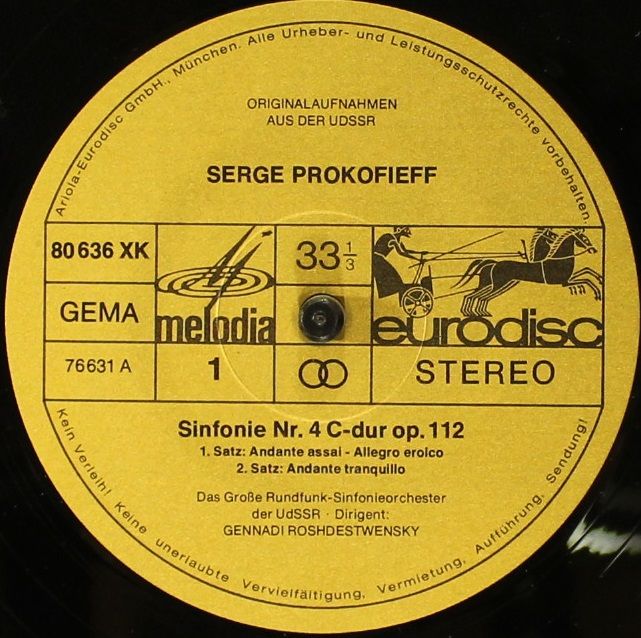 Ariola-Eurodisc GmbH., München. Alle Urheber- und Leistungsschutzrechte vorbehalten.
ORIGINALAUFNAHMEN
AUS DER UDSSR
SERGE PROKOFIEFF
80 636 XK
melodia
33 1/3
eurodisc
GEMA
76 631 A
1
STEREO
Sinfonie Nr. 4 C-dur op. 112
1. Satz: Andante assai - Allegro eroico
2. Satz: Andante tranquillo
Das Große Rundfunk-Sinfonieorchester
der UdSSR · Dirigent:
GENNADI ROSHDESTWENSKY
Kein Verleih! Keine unerlaubte Vervielfältigung, Vermietung, Aufführung, Sendung!